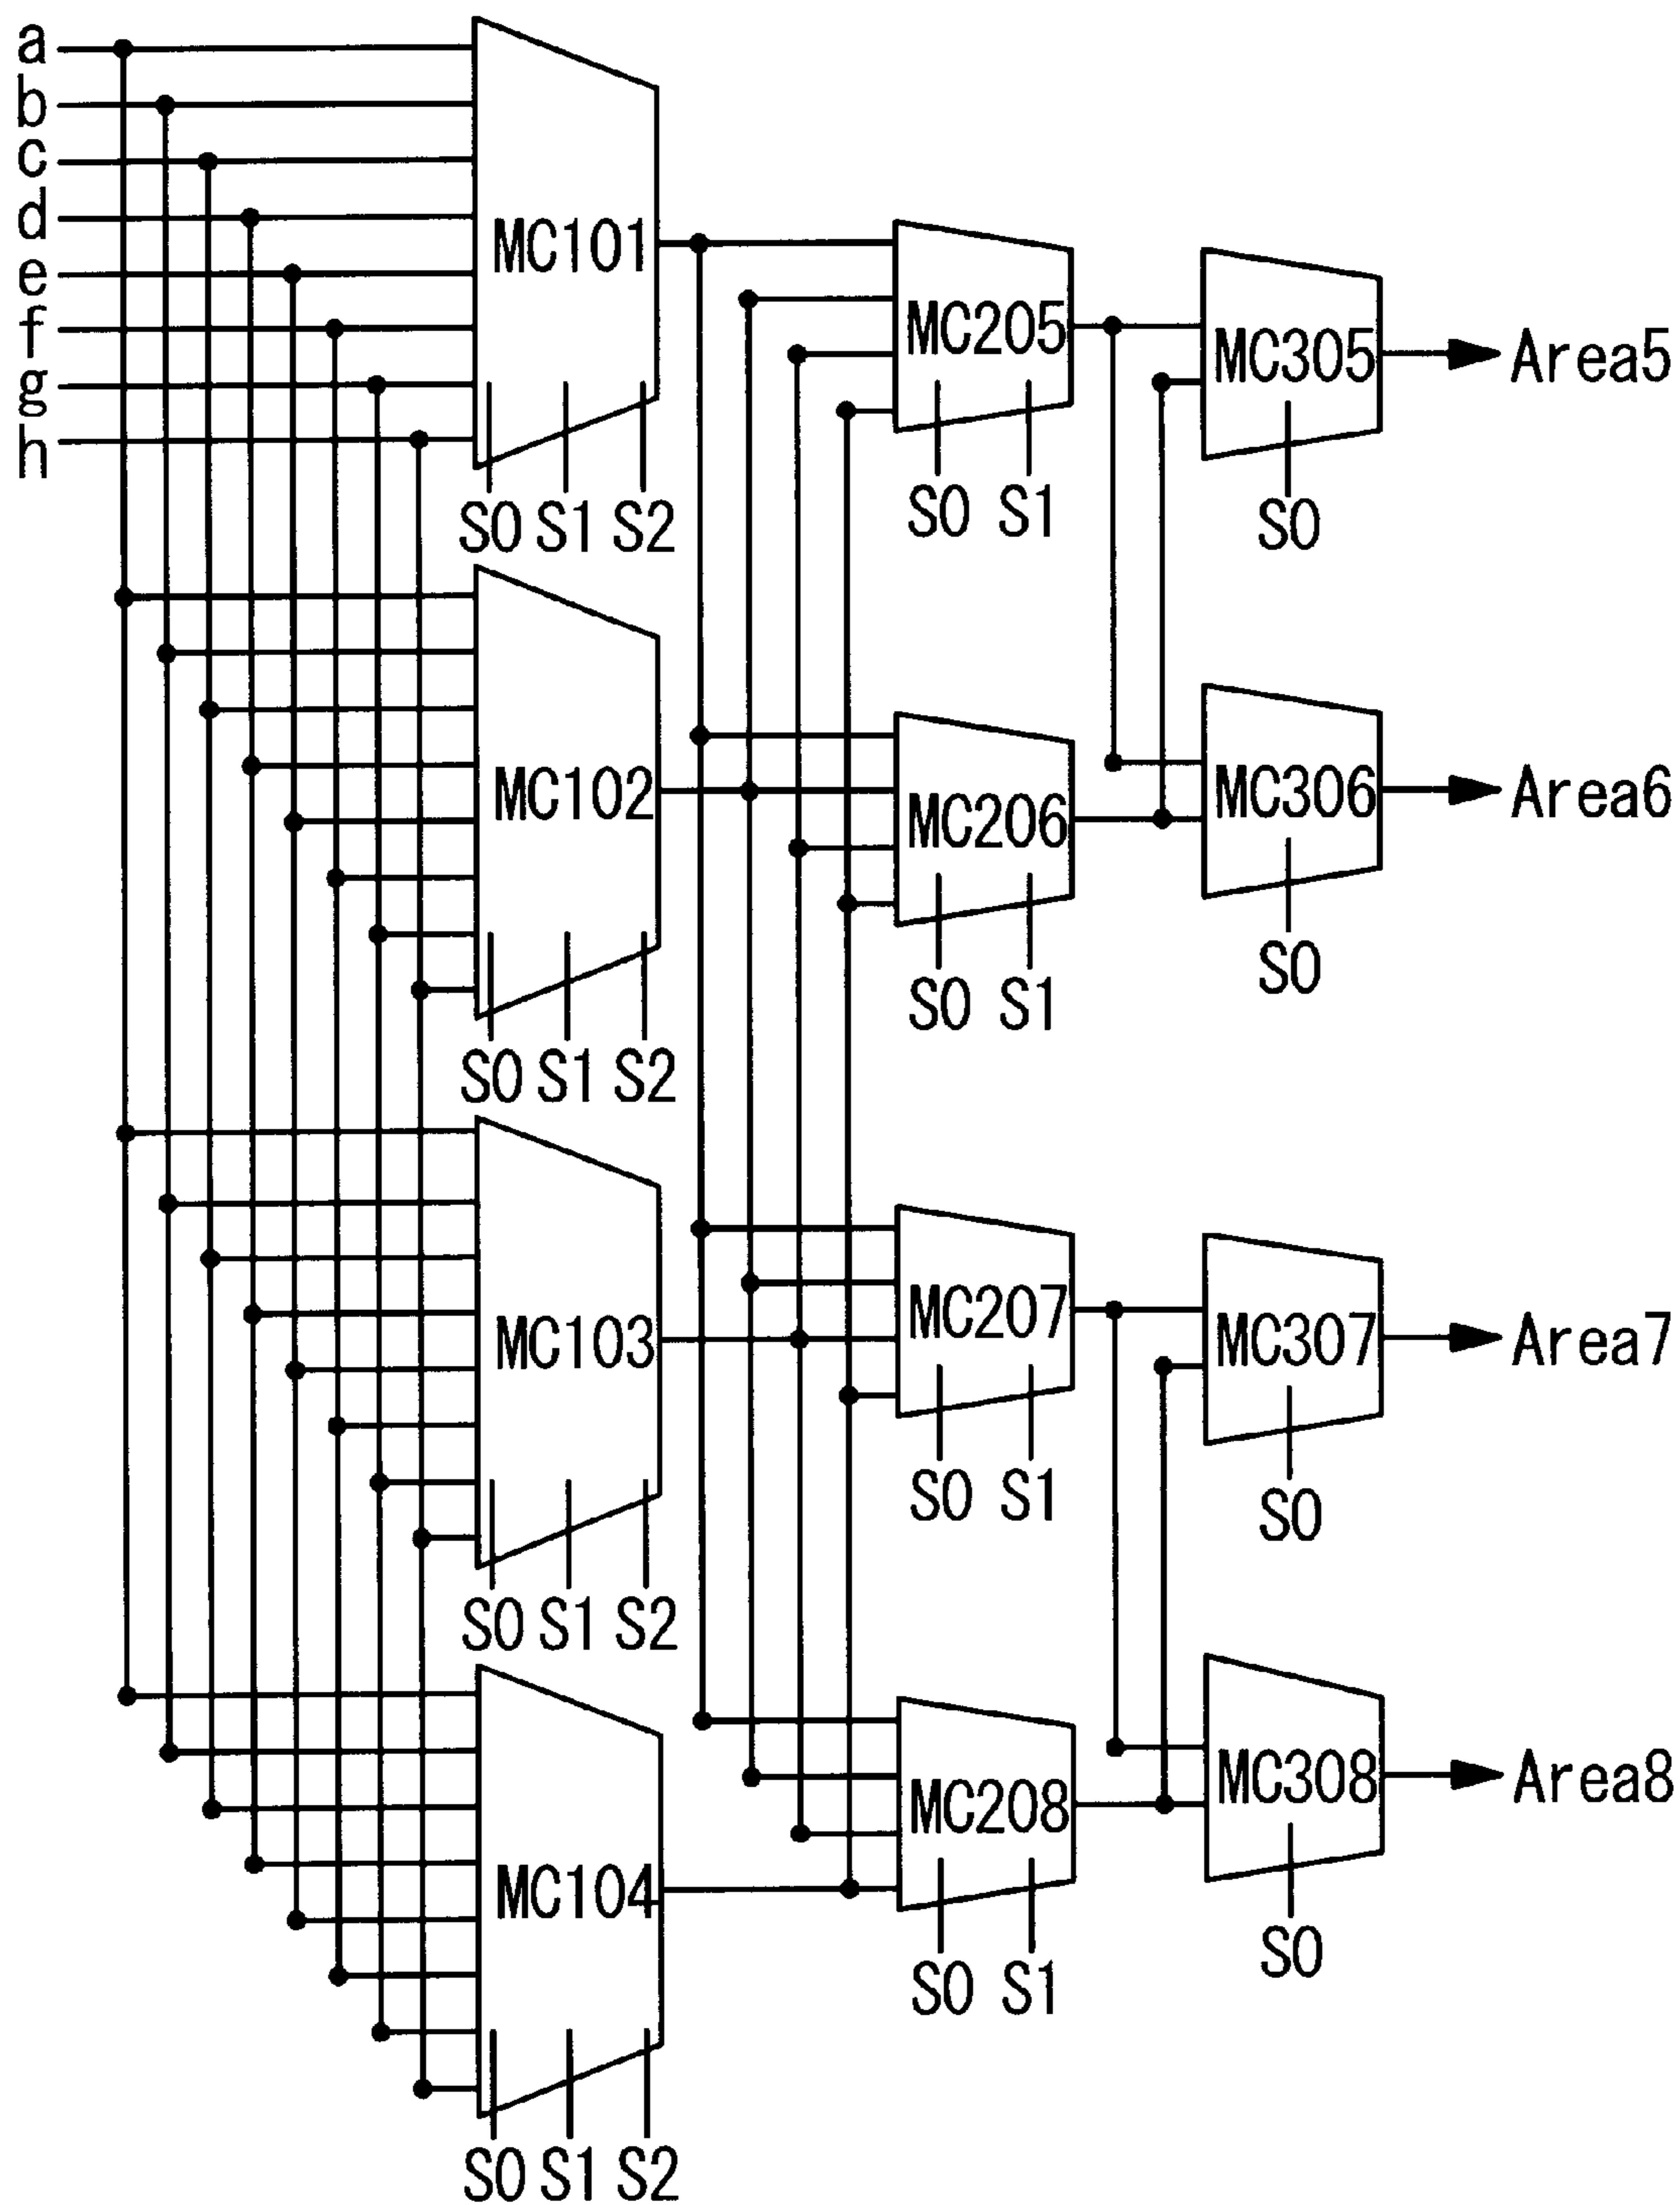 a
b
c
d
e
f
g
h
MC101
S0 S1 S2
MC205
S0 S1
MC305
S0
Area5
MC102
S0 S1 S2
MC206
S0 S1
MC306
S0
Area6
MC103
S0 S1 S2
MC207
S0 S1
MC307
S0
Area7
MC104
S0 S1 S2
MC208
S0 S1
MC308
S0
Area8